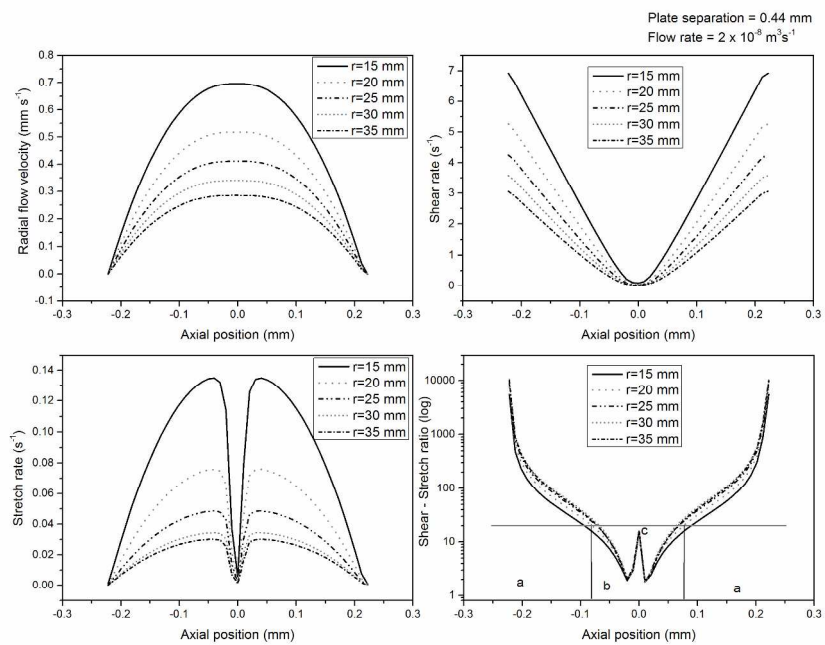 Plate separation = 0.44 mm
Flow rate = 2 x 10⁻⁸ m³s⁻¹
Radial flow velocity (mm s⁻¹)
0.8
0.7
0.6
0.5
0.4
0.3
0.2
0.1
0.0
-0.1
r=15 mm
r=20 mm
r=25 mm
r=30 mm
r=35 mm
-0.3 -0.2 -0.1 0.0 0.1 0.2 0.3
Axial position (mm)
Shear rate (s⁻¹)
7
6
5
4
3
2
1
0
r=15 mm
r=20 mm
r=25 mm
r=30 mm
r=35 mm
-0.3 -0.2 -0.1 0.0 0.1 0.2 0.3
Axial position (mm)
Stretch rate (s⁻¹)
0.14
0.12
0.10
0.08
0.06
0.04
0.02
0.00
r=15 mm
r=20 mm
r=25 mm
r=30 mm
r=35 mm
-0.3 -0.2 -0.1 0.0 0.1 0.2 0.3
Axial position (mm)
Shear - Stretch ratio (log)
10000
1000
100
10
1
r=15 mm
r=20 mm
r=25 mm
r=30 mm
r=35 mm
c
a b a
-0.3 -0.2 -0.1 0.0 0.1 0.2 0.3
Axial position (mm)